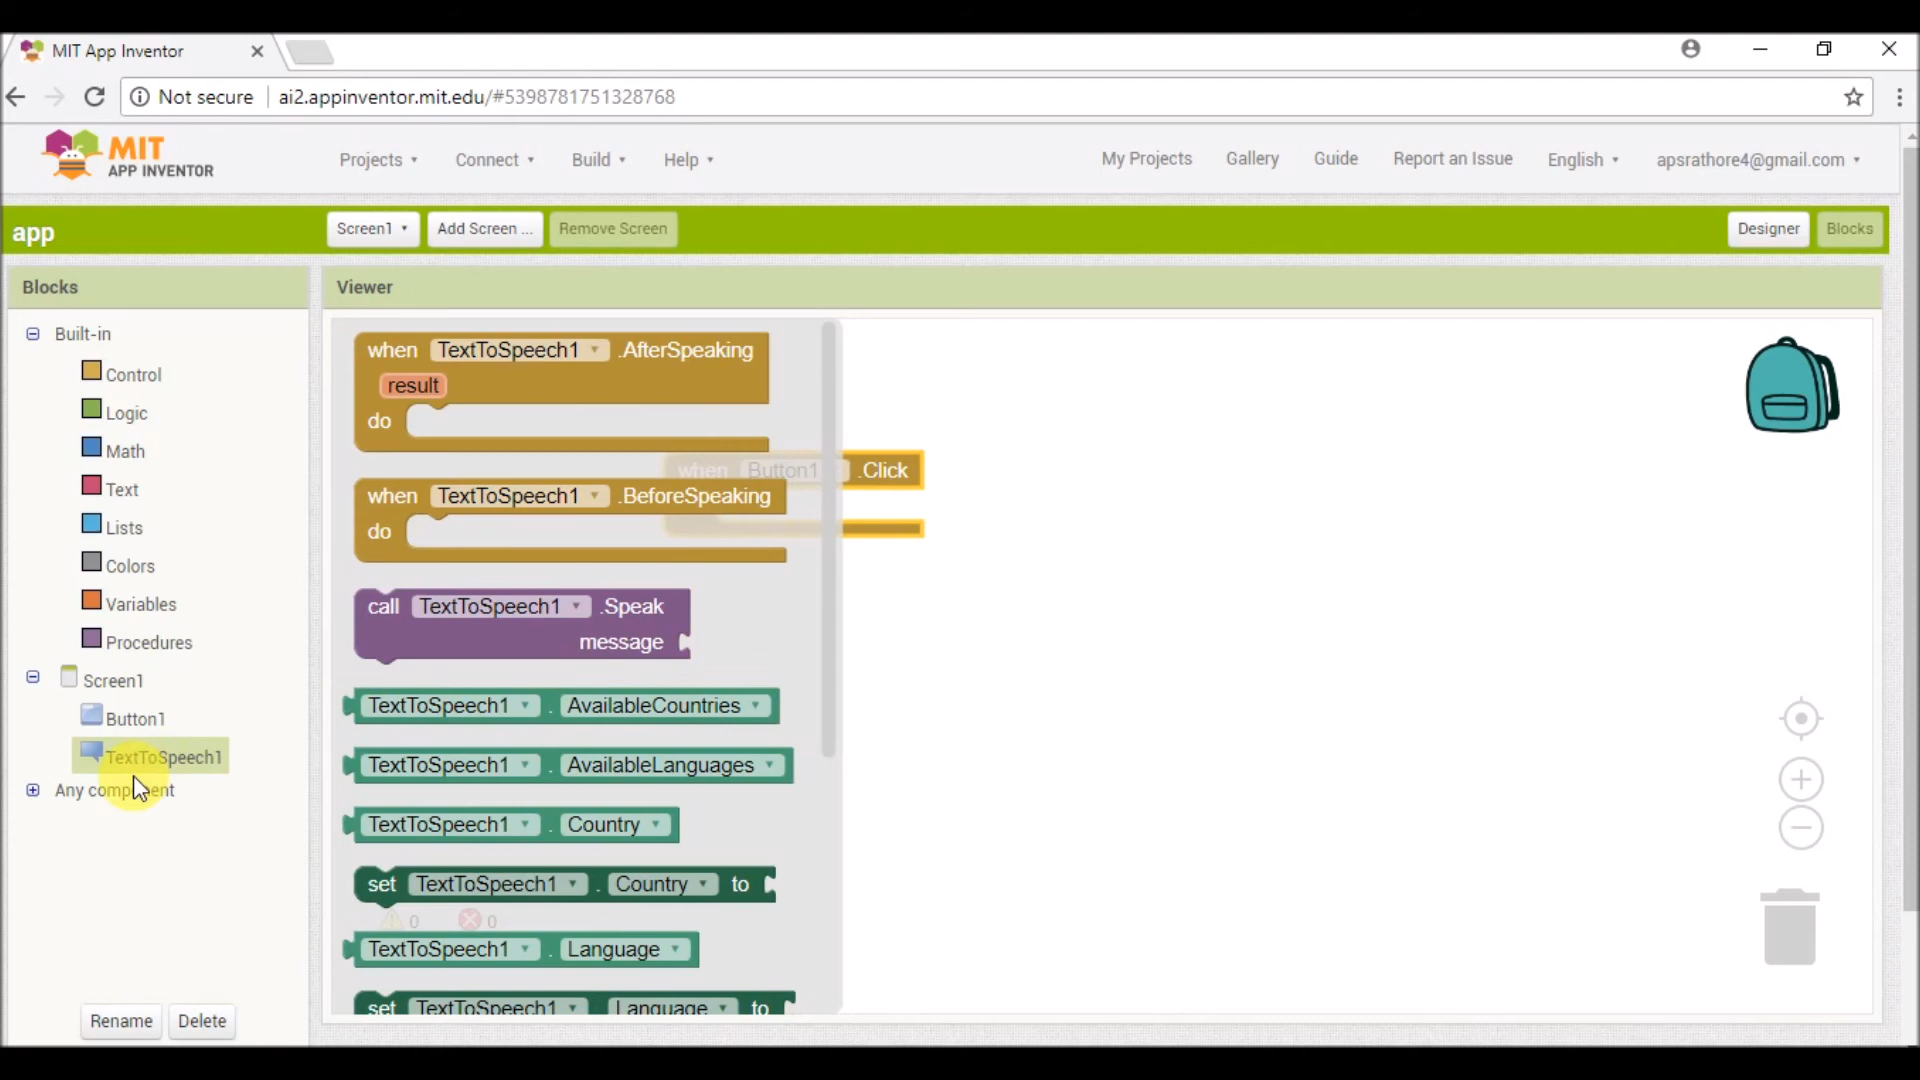 MIT App Inventor
Not secure ai2.appinventor.mit.edu/#5398781751328768
MIT
APP INVENTOR
Projects Connect Build Help My Projects Gallery Guide Report an Issue English apsrathore4@gmail.com
app Screen1 Add Screen ... Remove Screen Designer Blocks
Blocks
Viewer
Built-in
Control
Logic
Math
Text
Lists
Colors
Variables
Procedures
Screen1
Button1
TextToSpeech1
Any component
Rename Delete
when TextToSpeech1 .AfterSpeaking
result
do
when Button1 .Click
when TextToSpeech1 .BeforeSpeaking
do
call TextToSpeech1 .Speak
message
TextToSpeech1 . AvailableCountries
TextToSpeech1 . AvailableLanguages
TextToSpeech1 . Country
set TextToSpeech1 . Country to
0 0
TextToSpeech1 . Language
set TextToSpeech1 . Language to